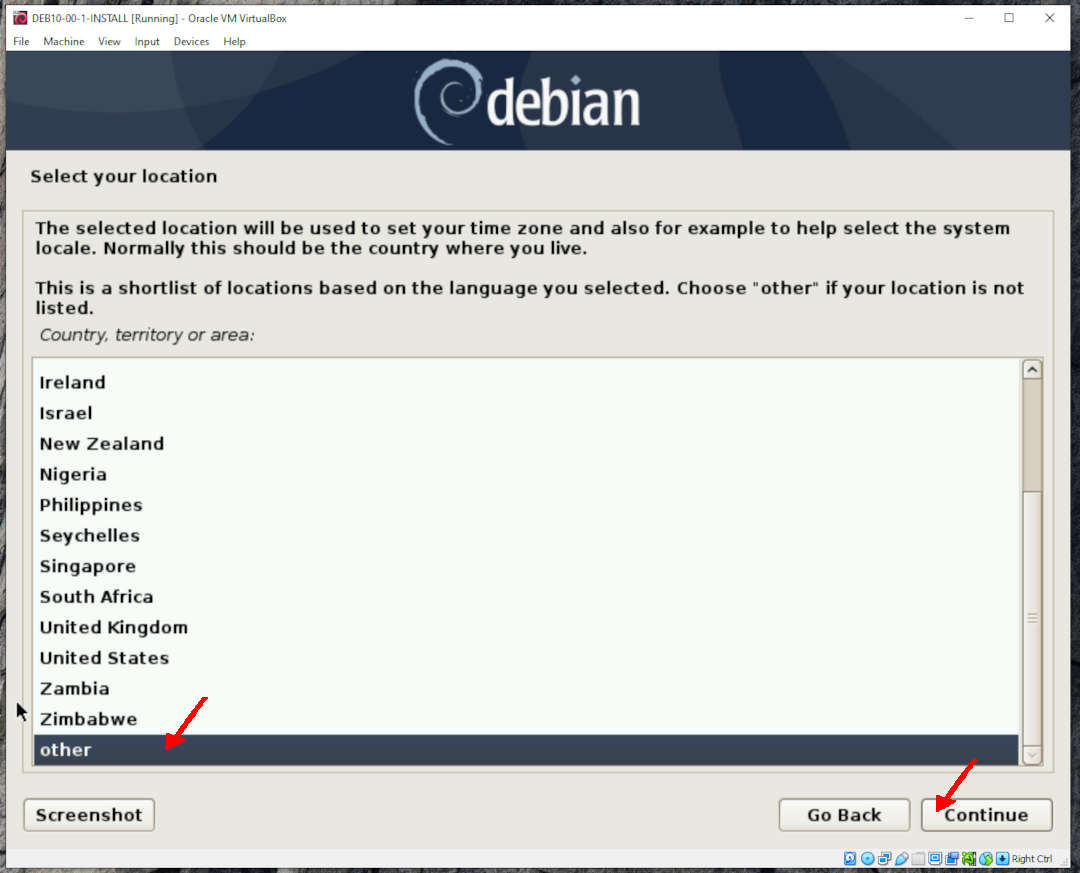 DEB10-00-1-INSTALL [Running] - Oracle VM VirtualBox
File Machine View Input Devices Help
debian
Select your location
The selected location will be used to set your time zone and also for example to help select the system
locale. Normally this should be the country where you live.
This is a shortlist of locations based on the language you selected. Choose "other" if your location is not
listed.
Country, territory or area:
Ireland
Israel
New Zealand
Nigeria
Philippines
Seychelles
Singapore
South Africa
United Kingdom
United States
Zambia
Zimbabwe
other
Screenshot Go Back Continue
Right Ctrl